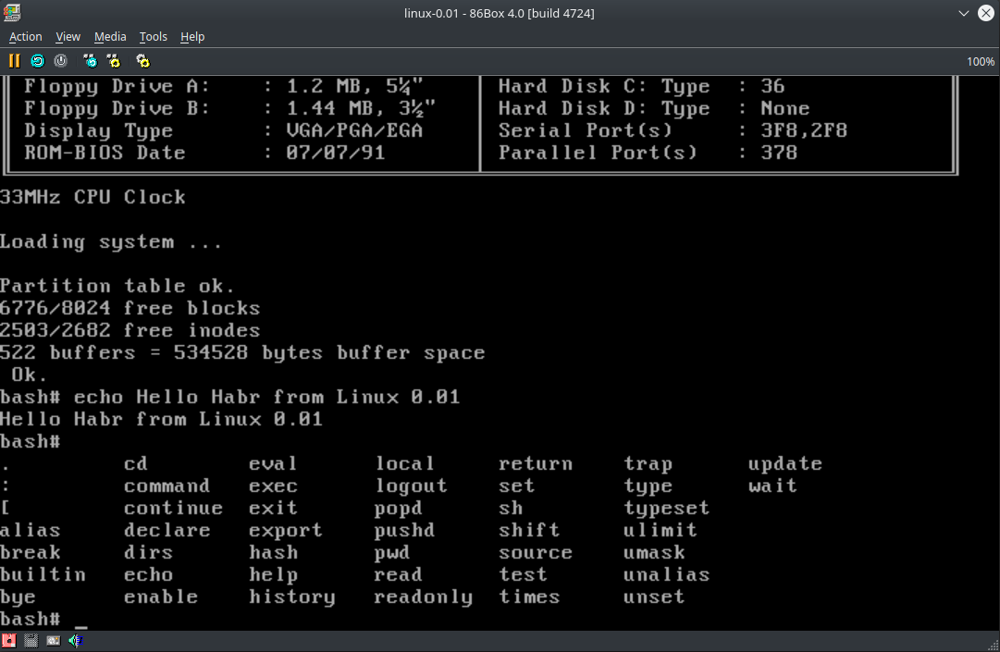 linux-0.01 - 86Box 4.0 [build 4724]
Action View Media Tools Help
100%
Floppy Drive A: : 1.2 MB, 5¼" Hard Disk C: Type : 36
Floppy Drive B: : 1.44 MB, 3½" Hard Disk D: Type : None
Display Type : VGA/PGA/EGA Serial Port(s) : 3F8,2F8
ROM-BIOS Date : 07/07/91 Parallel Port(s) : 378
33MHz CPU Clock
Loading system ...
Partition table ok.
6776/8024 free blocks
2503/2682 free inodes
522 buffers = 534528 bytes buffer space
Ok.
bash# echo Hello Habr from Linux 0.01
Hello Habr from Linux 0.01
bash#
. cd eval local return trap update
: command exec logout set type wait
[ continue exit popd sh typeset
alias declare export pushd shift ulimit
break dirs hash pwd source umask
builtin echo help read test unalias
bye enable history readonly times unset
bash# _